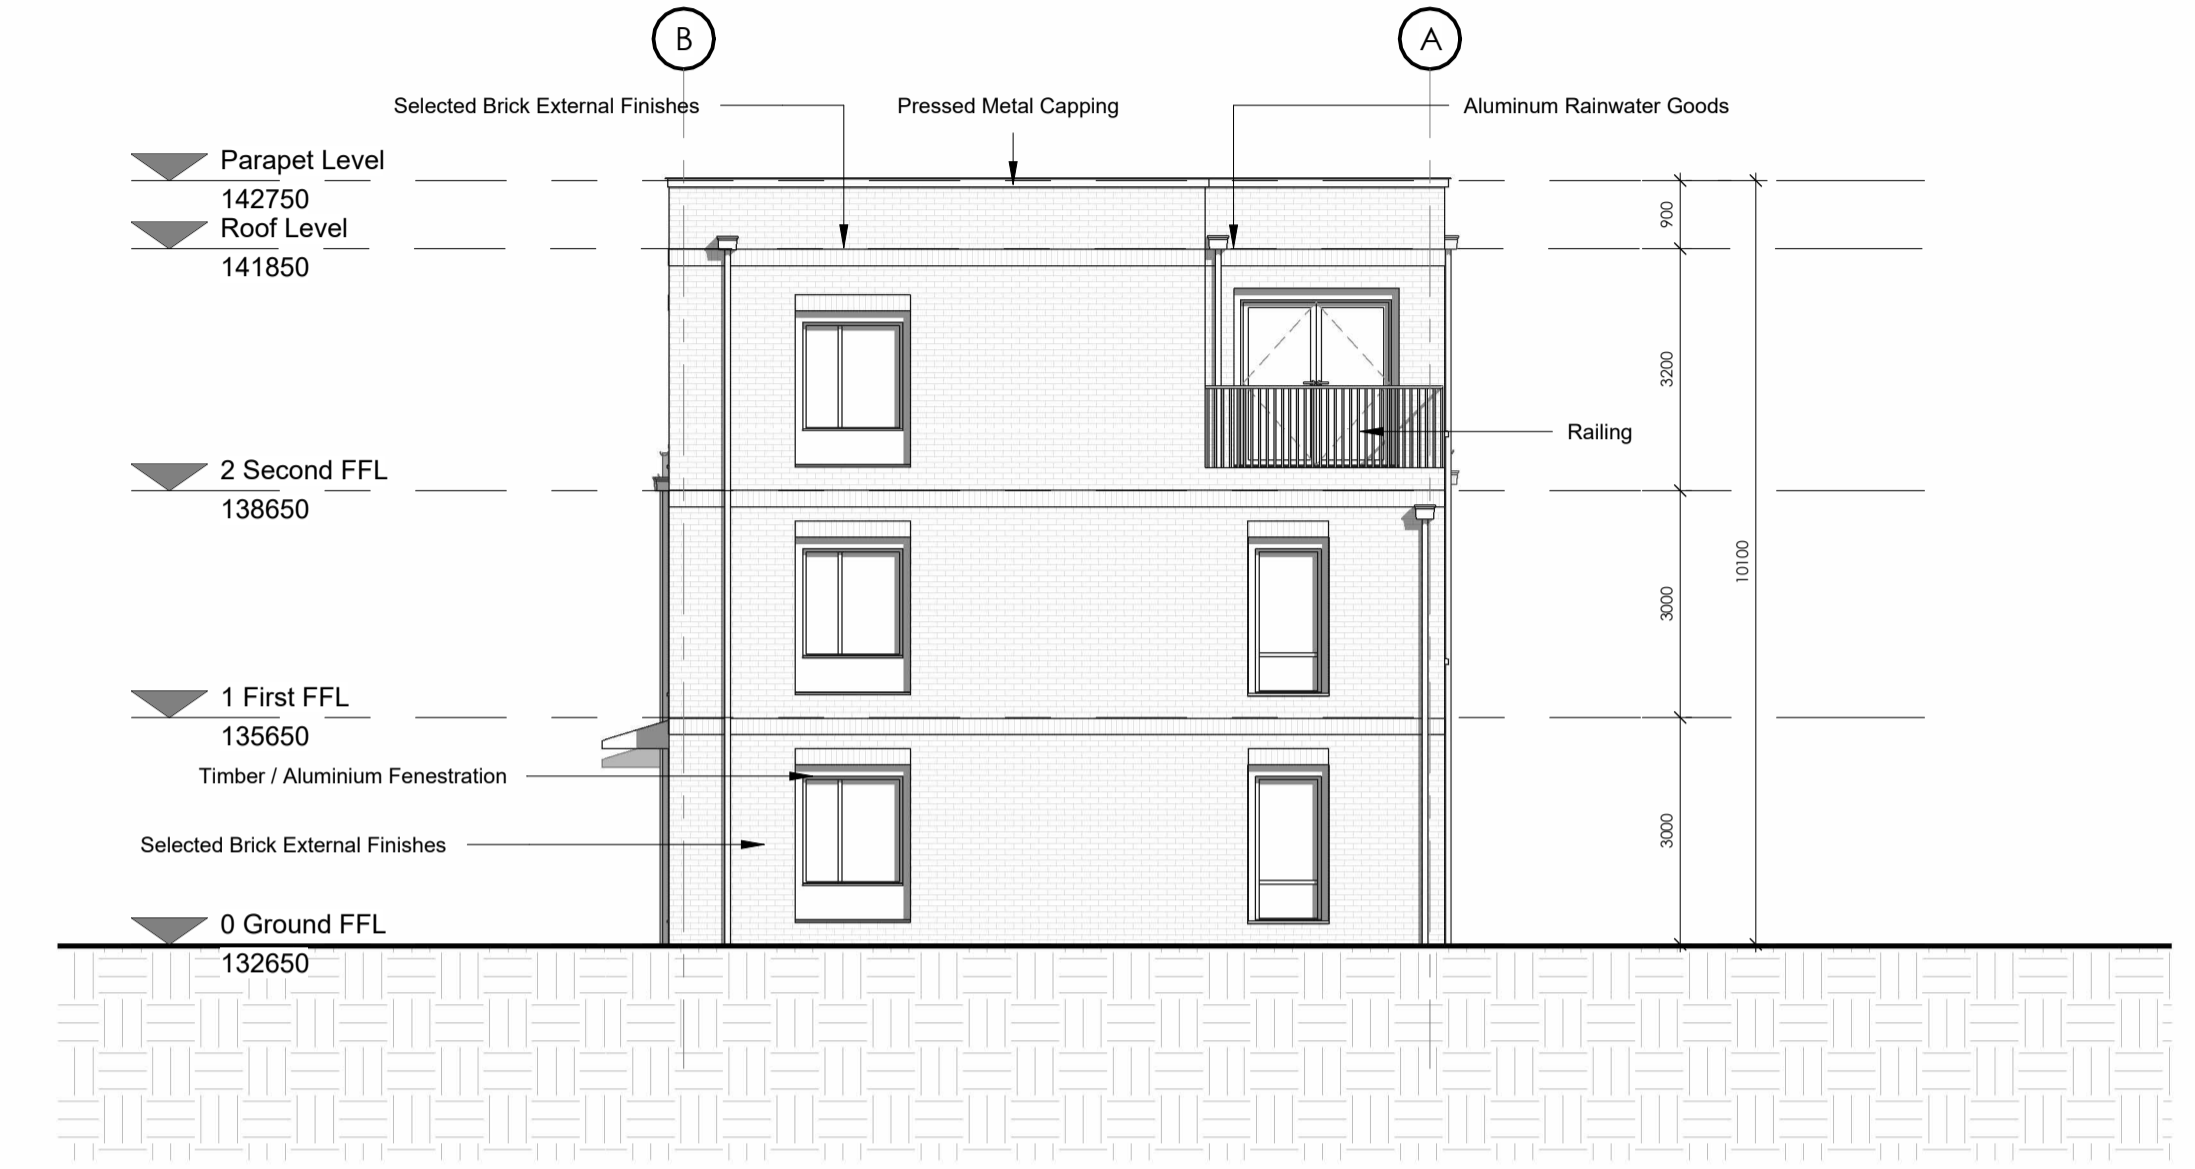 B
A
Selected Brick External Finishes
Pressed Metal Capping
Aluminum Rainwater Goods
Parapet Level
142750
Roof Level
141850
900
3200
Railing
2 Second FFL
138650
10100
3000
1 First FFL
135650
Timber / Aluminium Fenestration
3000
Selected Brick External Finishes
0 Ground FFL
132650